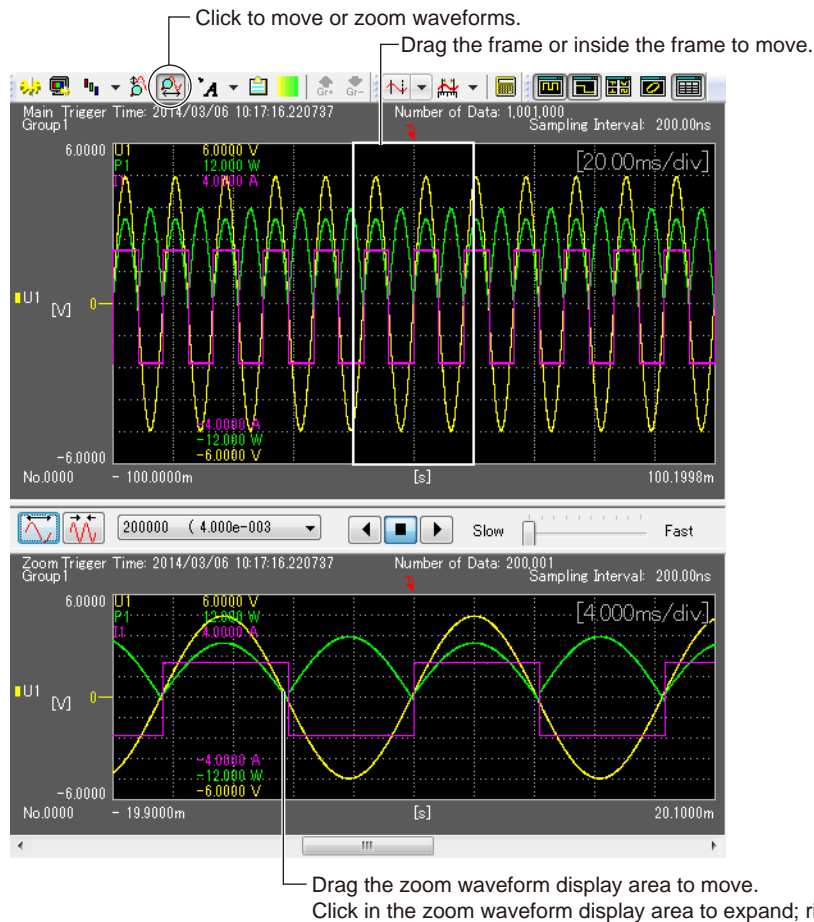 Click to move or zoom waveforms.
Drag the frame or inside the frame to move.
A
Gr+ Gr-
Main Trigger Time: 2014/03/06 10:17:16.220737 Number of Data: 1,001,000
Group1 Sampling Interval: 200.00ns
6.0000 U1 6.0000 V [20.00ms/div]
P1 12.000 W
I1 4.0000 A
U1 [V] 0
-4.0000 A
-12.000 W
-6.0000 -6.0000 V
No.0000 - 100.0000m [s] 100.1998m
200000 ( 4.000e-003 Slow Fast
Zoom Trigger Time: 2014/03/06 10:17:16.220737 Number of Data: 200,001
Group1 Sampling Interval: 200.00ns
6.0000 U1 6.0000 V [4.000ms/div]
P1 12.000 W
I1 4.0000 A
U1 [V] 0
-4.0000 A
-12.000 W
-6.0000 -6.0000 V
No.0000 - 19.9000m [s] 20.1000m
Drag the zoom waveform display area to move.
Click in the zoom waveform display area to expand;